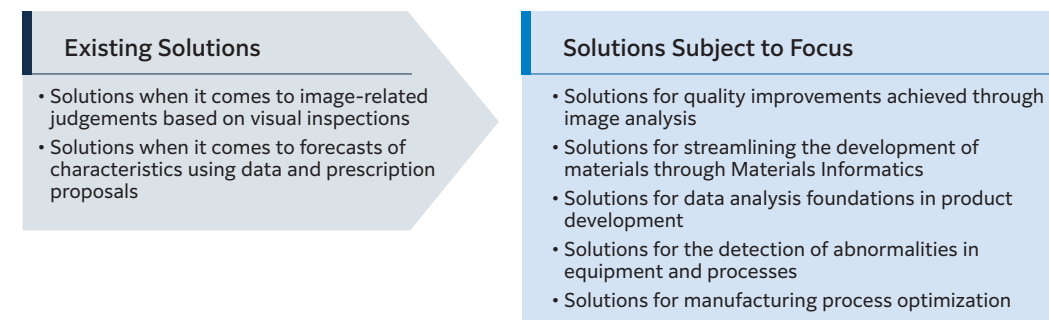 Existing Solutions
• Solutions when it comes to image-related
judgements based on visual inspections
• Solutions when it comes to forecasts of
characteristics using data and prescription
proposals
Solutions Subject to Focus
• Solutions for quality improvements achieved through
image analysis
• Solutions for streamlining the development of
materials through Materials Informatics
• Solutions for data analysis foundations in product
development
• Solutions for the detection of abnormalities in
equipment and processes
• Solutions for manufacturing process optimization